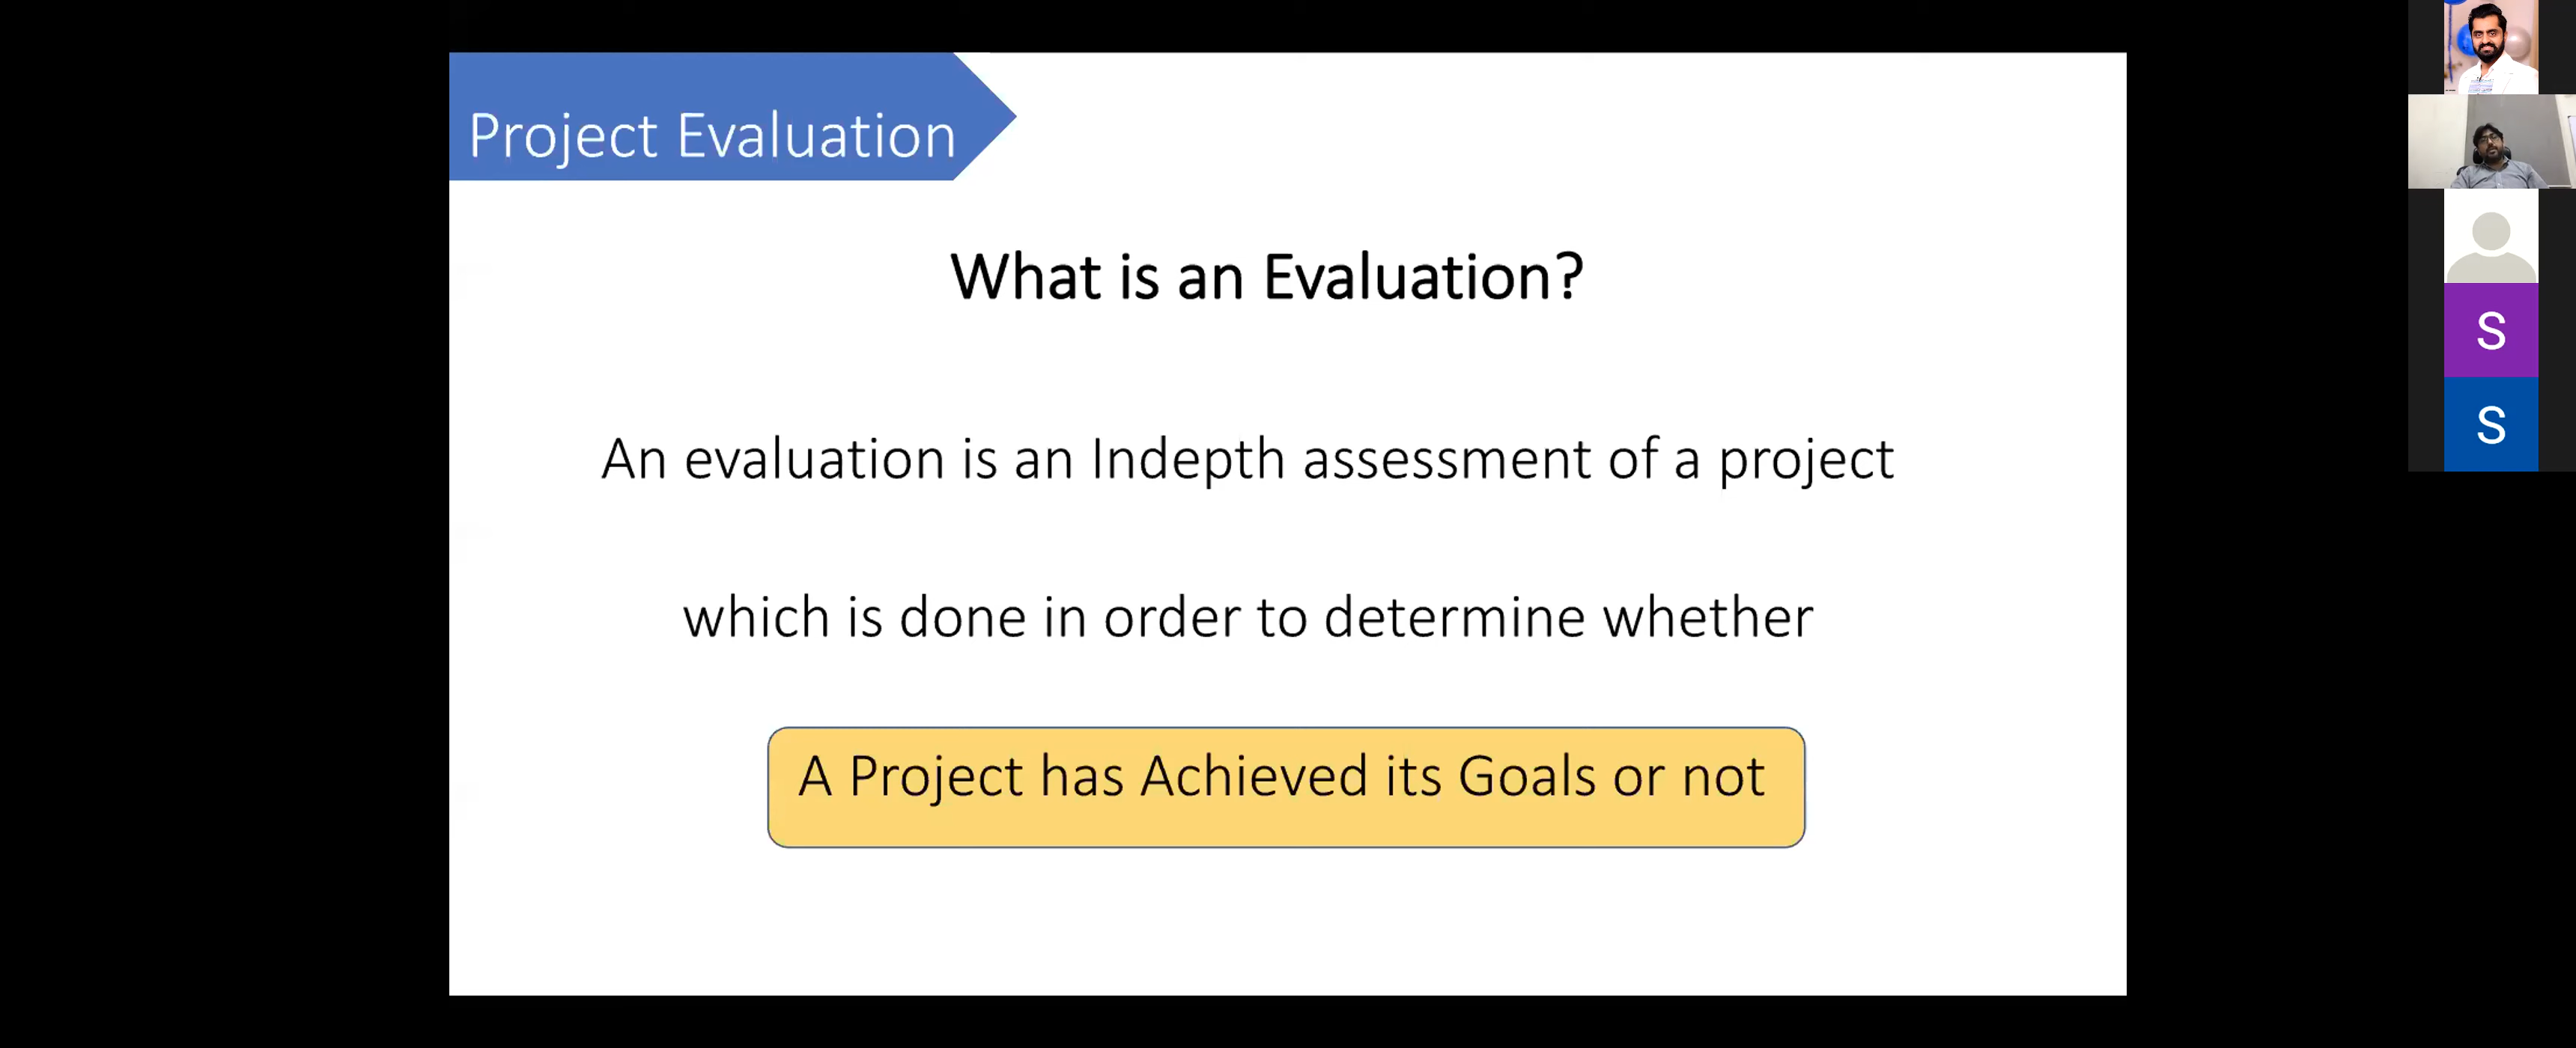 Project Evaluation
What is an Evaluation?
An evaluation is an Indepth assessment of a project
which is done in order to determine whether
A Project has Achieved its Goals or not
S
S